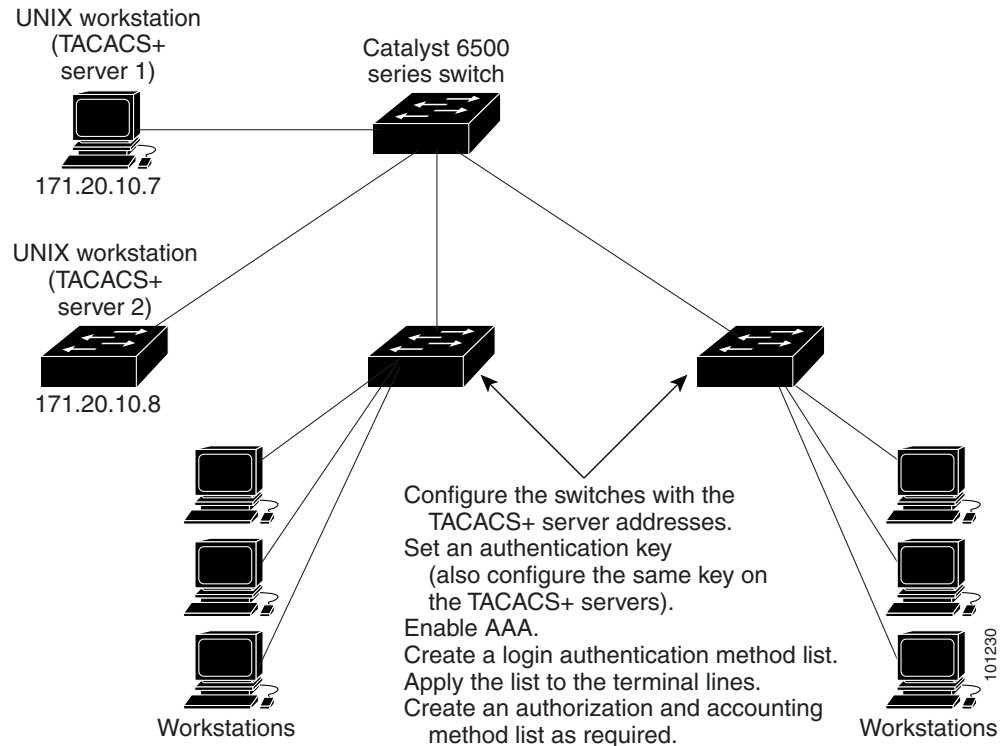 UNIX workstation
(TACACS+
server 1)
Catalyst 6500
series switch
171.20.10.7
UNIX workstation
(TACACS+
server 2)
171.20.10.8
Configure the switches with the
TACACS+ server addresses.
Set an authentication key
(also configure the same key on
the TACACS+ servers).
Enable AAA.
Create a login authentication method list.
Apply the list to the terminal lines.
Create an authorization and accounting
method list as required.
Workstations
Workstations
101230